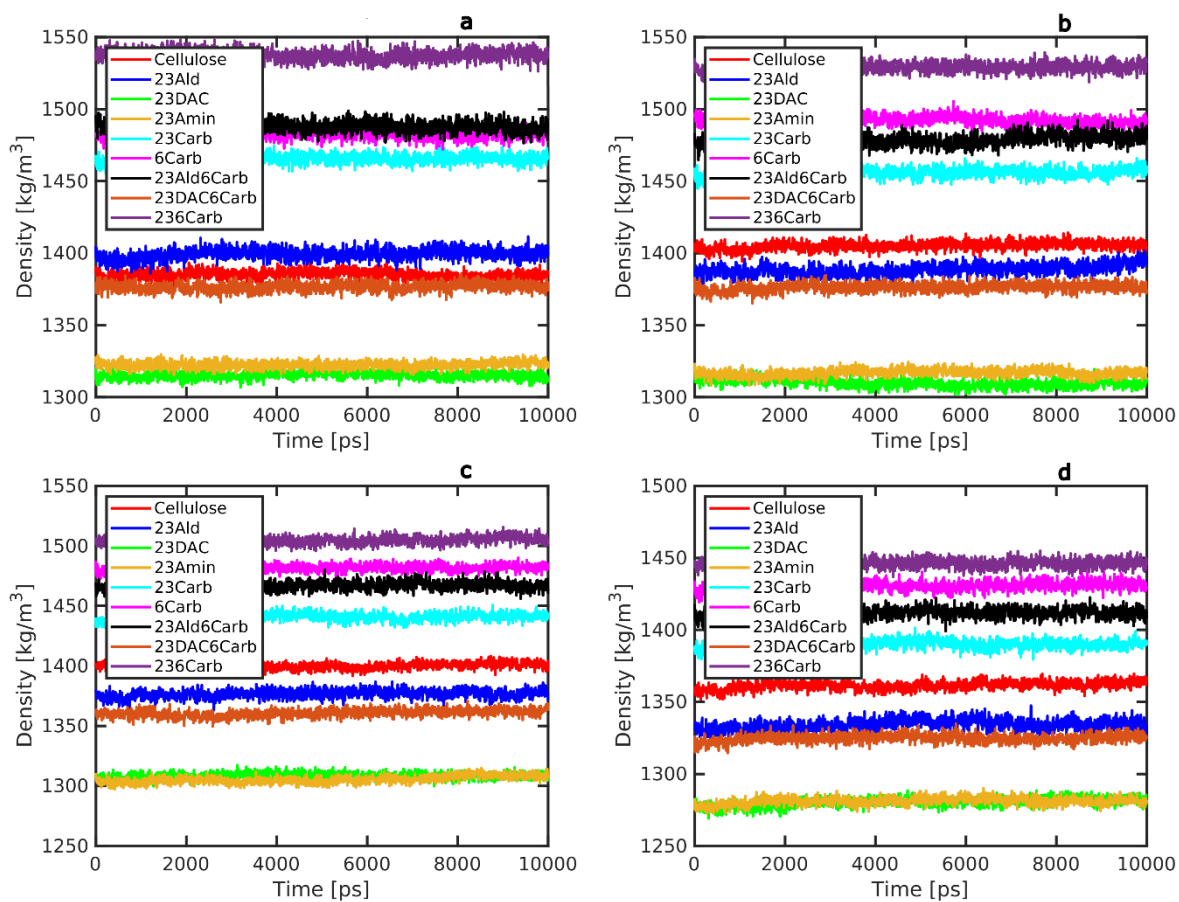 a
1550
1500
1450
1400
1350
1300
Density [kg/m³]
Cellulose
23Ald
23DAC
23Amin
23Carb
6Carb
23Ald6Carb
23DAC6Carb
236Carb
0 2000 4000 6000 8000 10000
Time [ps]
b
1550
1500
1450
1400
1350
1300
Density [kg/m³]
Cellulose
23Ald
23DAC
23Amin
23Carb
6Carb
23Ald6Carb
23DAC6Carb
236Carb
0 2000 4000 6000 8000 10000
Time [ps]
c
1550
1500
1450
1400
1350
1300
1250
Density [kg/m³]
Cellulose
23Ald
23DAC
23Amin
23Carb
6Carb
23Ald6Carb
23DAC6Carb
236Carb
0 2000 4000 6000 8000 10000
Time [ps]
d
1500
1450
1400
1350
1300
1250
Density [kg/m³]
Cellulose
23Ald
23DAC
23Amin
23Carb
6Carb
23Ald6Carb
23DAC6Carb
236Carb
0 2000 4000 6000 8000 10000
Time [ps]